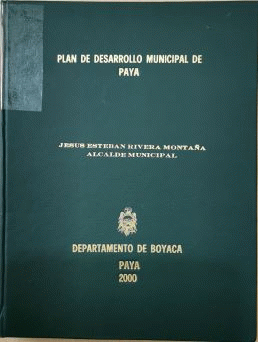 PLAN DE DESARROLLO MUNICIPAL DE
PAYA
JESUS ESTEBAN RIVERA MONTAÑA
ALCALDE MUNICIPAL
DEPARTAMENTO DE BOYACA
PAYA
2000